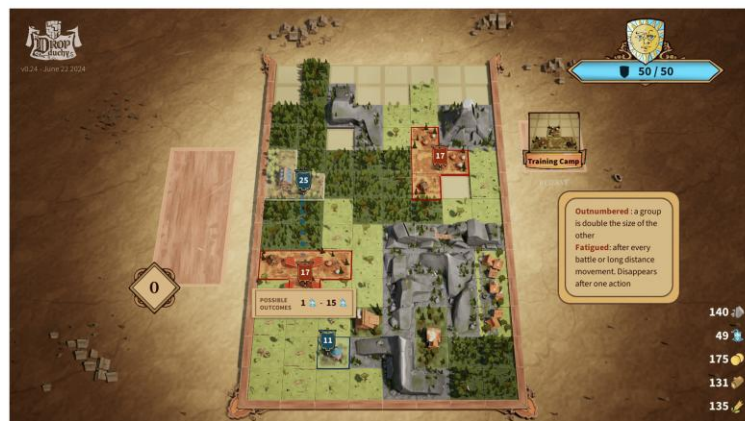 DROP
duchy
v0.24 - June 22 2024
50 / 50
17
Training Camp
25
Outnumbered : a group
is double the size of the
other
Fatigued: after every
battle or long distance
movement. Disappears
after one action
17
0
POSSIBLE
OUTCOMES
1 - 15
11
140
49
175
131
135